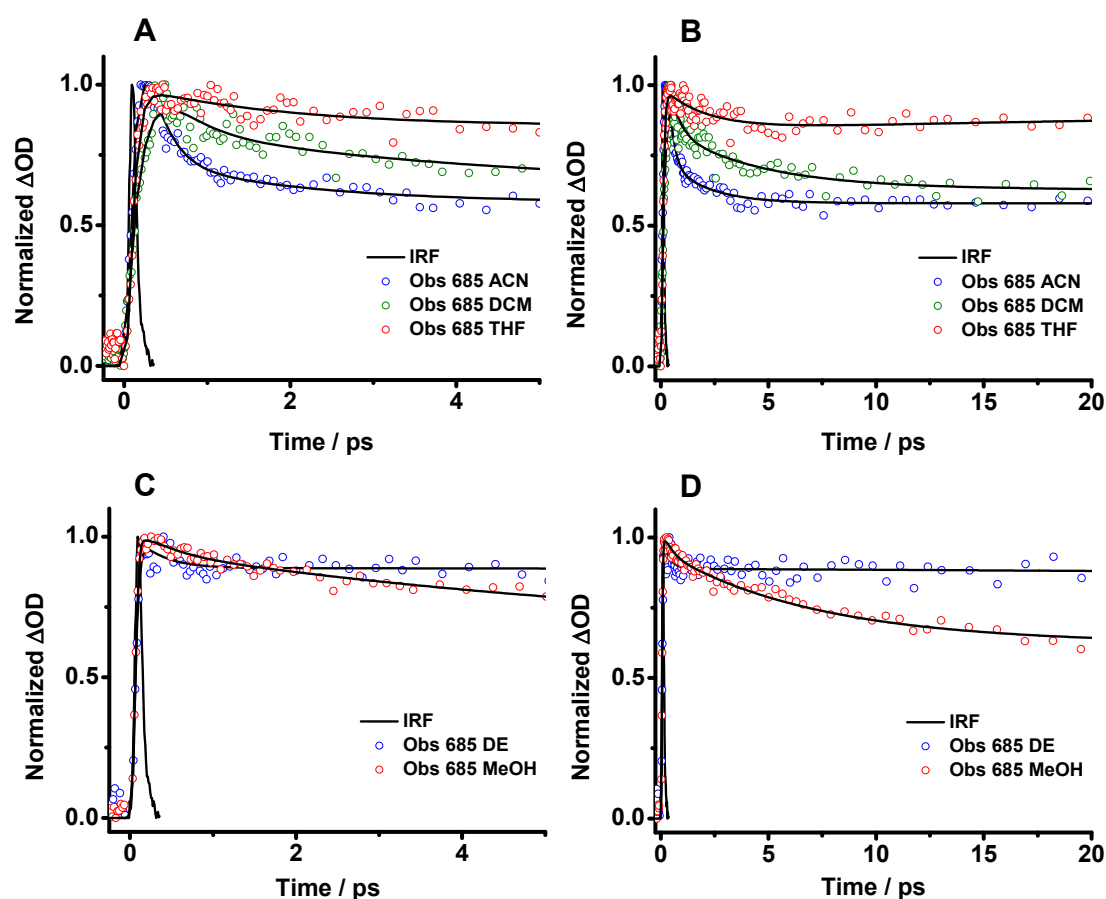 A
Normalized ΔOD
1.0
0.5
0.0
IRF
Obs 685 ACN
Obs 685 DCM
Obs 685 THF
0
2
4
Time / ps
B
Normalized ΔOD
1.0
0.5
0.0
IRF
Obs 685 ACN
Obs 685 DCM
Obs 685 THF
0
5
10
15
20
Time / ps
C
Normalized ΔOD
1.0
0.5
0.0
IRF
Obs 685 DE
Obs 685 MeOH
0
2
4
Time / ps
D
Normalized ΔOD
1.0
0.5
0.0
IRF
Obs 685 DE
Obs 685 MeOH
0
5
10
15
20
Time / ps